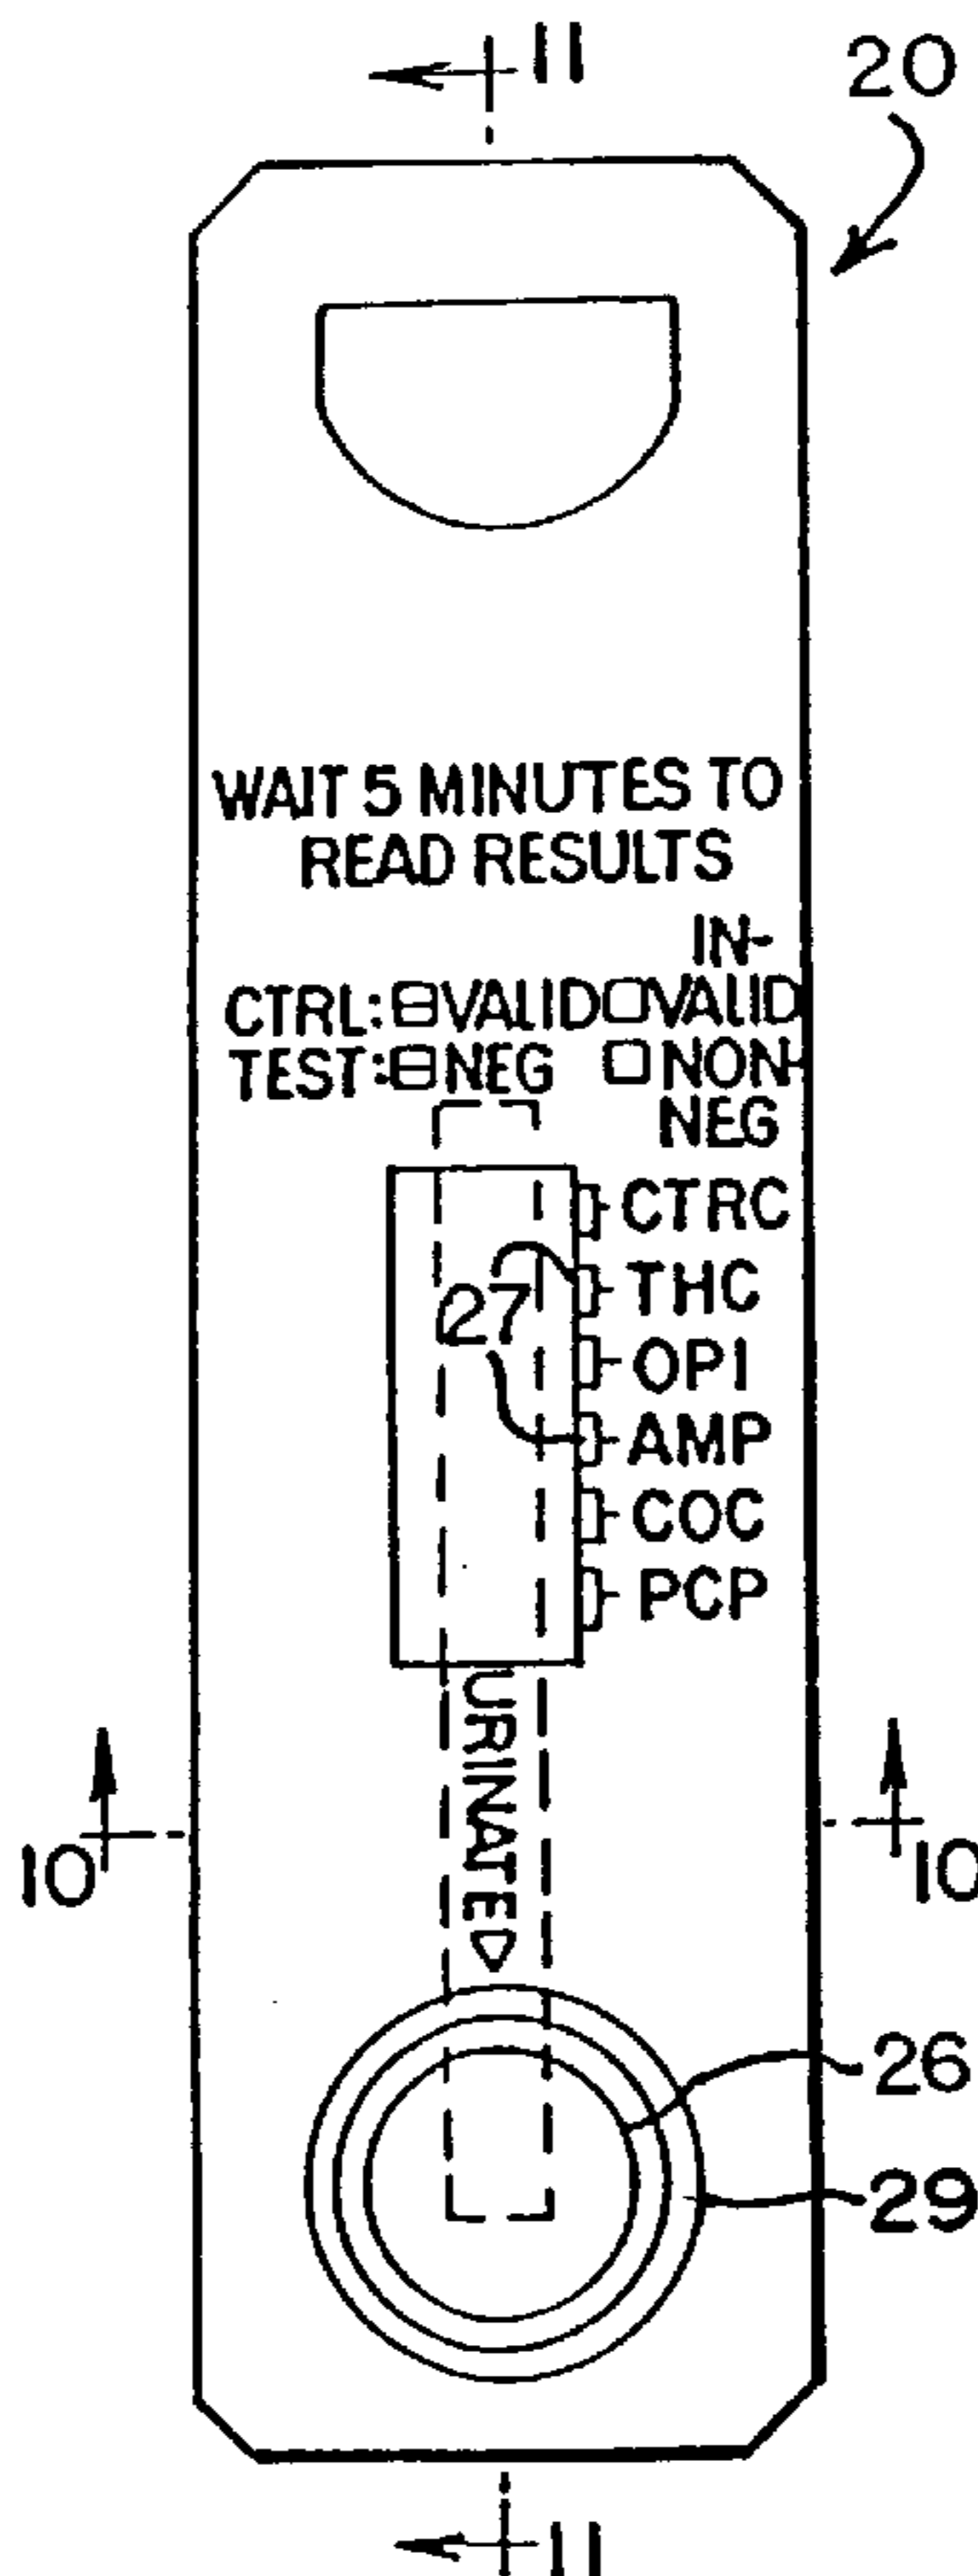 11
20
WAIT 5 MINUTES TO
READ RESULTS
IN-
CTRL: VALID VALID
TEST: NEG NON-
NEG
CTRC
THC
27
OPI
AMP
COC
PCP
URINATED
10 10
26
29
11